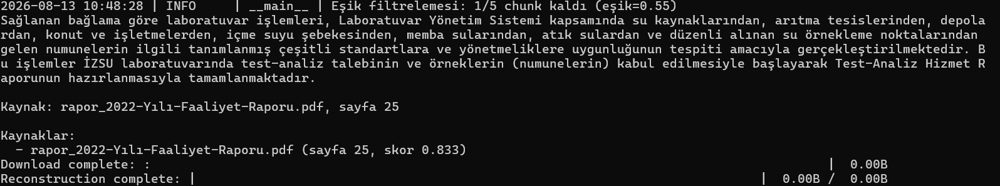 2026-08-13 10:48:28 | INFO     | __main__ | Eşik filtrelemesi: 1/5 chunk kaldı (eşik=0.55)
Sağlanan bağlama göre laboratuvar işlemleri, Laboratuvar Yönetim Sistemi kapsamında su kaynaklarından, arıtma tesislerinden, depola
rdan, konut ve işletmelerden, içme suyu şebekesinden, memba sularından, atık sulardan ve düzenli alınan su örnekleme noktalarından
gelen numunelerin ilgili tanımlanmış çeşitli standartlara ve yönetmeliklere uygunluğunun tespiti amacıyla gerçekleştirilmektedir. B
u işlemler İZSU laboratuvarında test-analiz talebinin ve örneklerin (numunelerin) kabul edilmesiyle başlayarak Test-Analiz Hizmet R
aporunun hazırlanmasıyla tamamlanmaktadır.

Kaynak: rapor_2022-Yılı-Faaliyet-Raporu.pdf, sayfa 25

Kaynaklar:
  - rapor_2022-Yılı-Faaliyet-Raporu.pdf (sayfa 25, skor 0.833)
Download complete: : | 0.00B
Reconstruction complete: | | 0.00B / 0.00B